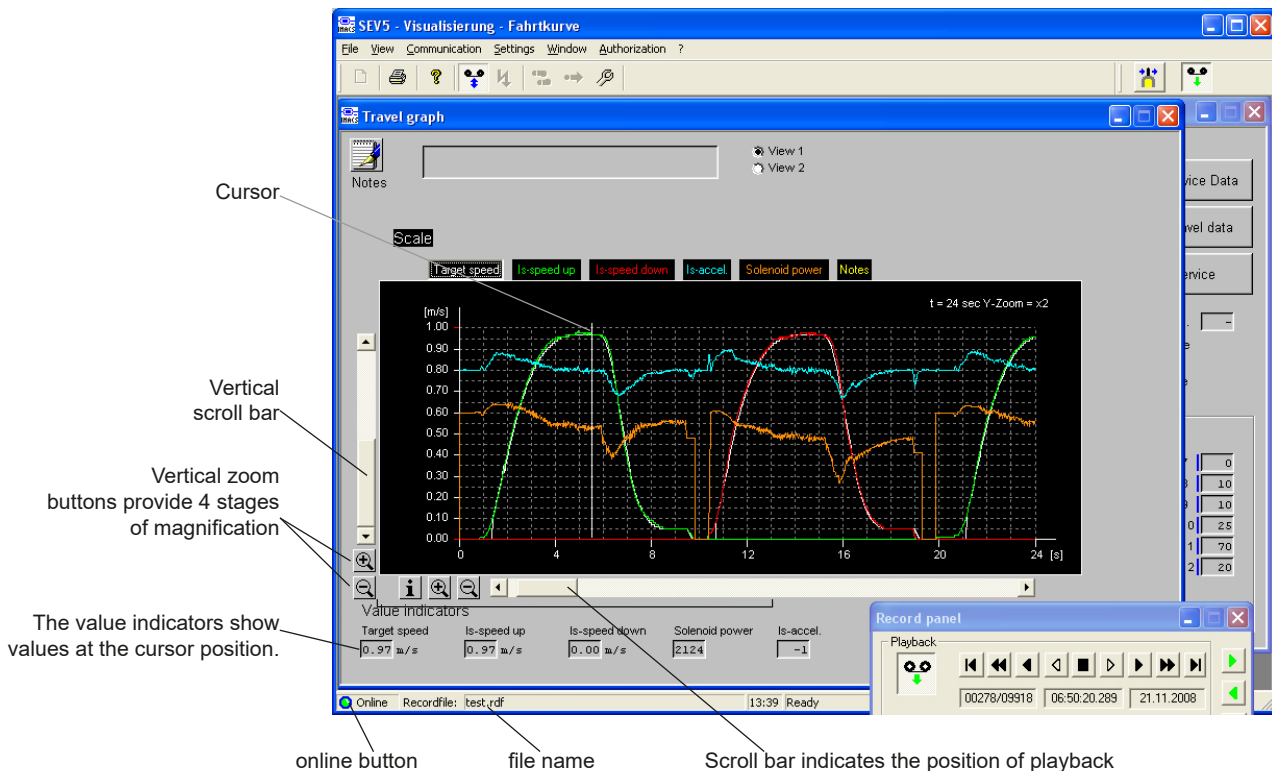 SEV5 - Visualisierung - Fahrtkurve
File View Communication Settings Window Authorization ?
Travel graph
Notes
View 1
View 2
Cursor
Scale
Target speed Is-speed up Is-speed down Is-accel. Solenoid power Notes
t = 24 sec Y-Zoom = x2
[m/s]
1.00
0.90
0.80
0.60
0.50
0.40
0.30
0.20
0.10
0.00
0 4 8 12 16 20 24 [s]
Vertical
scroll bar
Vertical zoom
buttons provide 4 stages
of magnification
Value indicators
The value indicators show
values at the cursor position.
Target speed Is-speed up Is-speed down Solenoid power Is-accel.
0.97 m/s 0.97 m/s 0.00 m/s 2124 -1
vice Data
vel data
ervice
0
10
10
25
70
20
Record panel
Playback
00278/09918 06:50:20.289 21.11.2008
Online Recordfile: test.rdf 13:39 Ready
online button
file name
Scroll bar indicates the position of playback